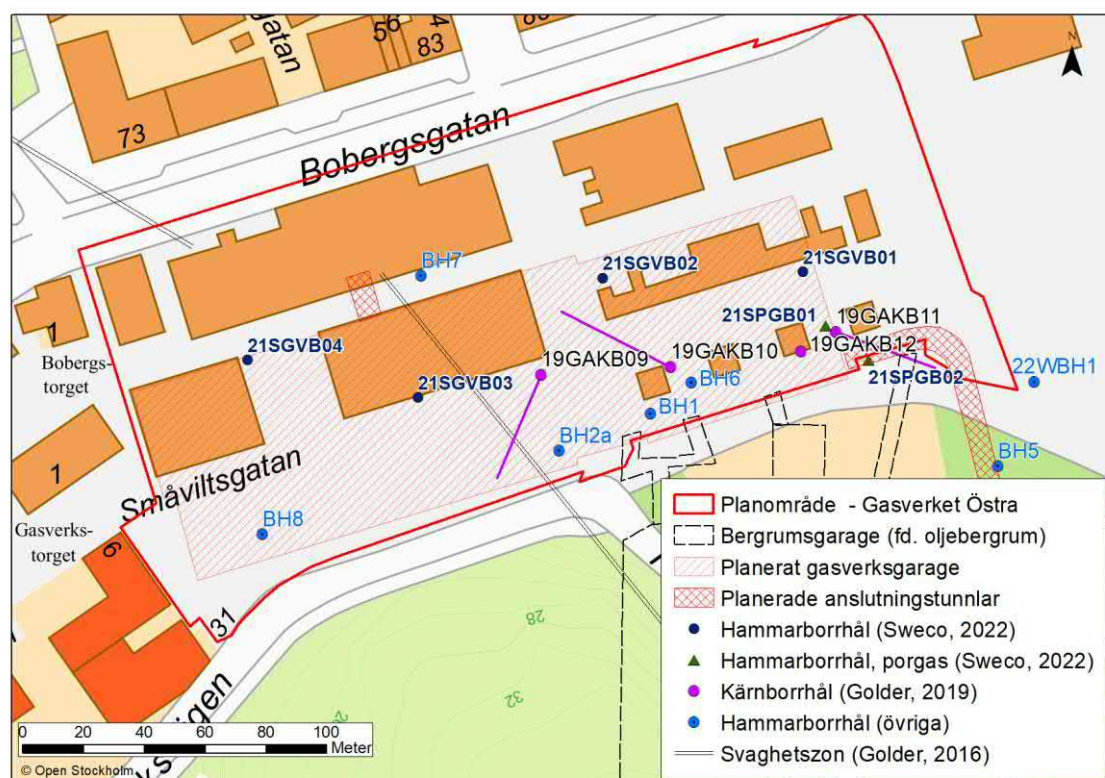 gatan
56
4
83
73
N
Bobergsgatan
BH7
21SGVB02
21SGVB01
21SPGB01
19GAKB11
1
Bobergs-
torget
21SGVB04
19GAKB09
19GAKB10
19GAKB12
21SGVB03
BH6
21SPGB02
22WBH1
BH1
BH2a
BH5
1
Småviltsgatan
Gasverks-
torget
BH8
6
31
28
32
Planområde - Gasverket Östra
Bergrumsgarage (fd. oljebergrum)
Planerat gasverksgarage
Planerade anslutningstunnlar
Hammarborrhål (Sweco, 2022)
Hammarborrhål, porgas (Sweco, 2022)
Kärnborrhål (Golder, 2019)
Hammarborrhål (övriga)
Svaghetszon (Golder, 2016)
0 20 40 60 80 100
Meter
© Open Stockholm